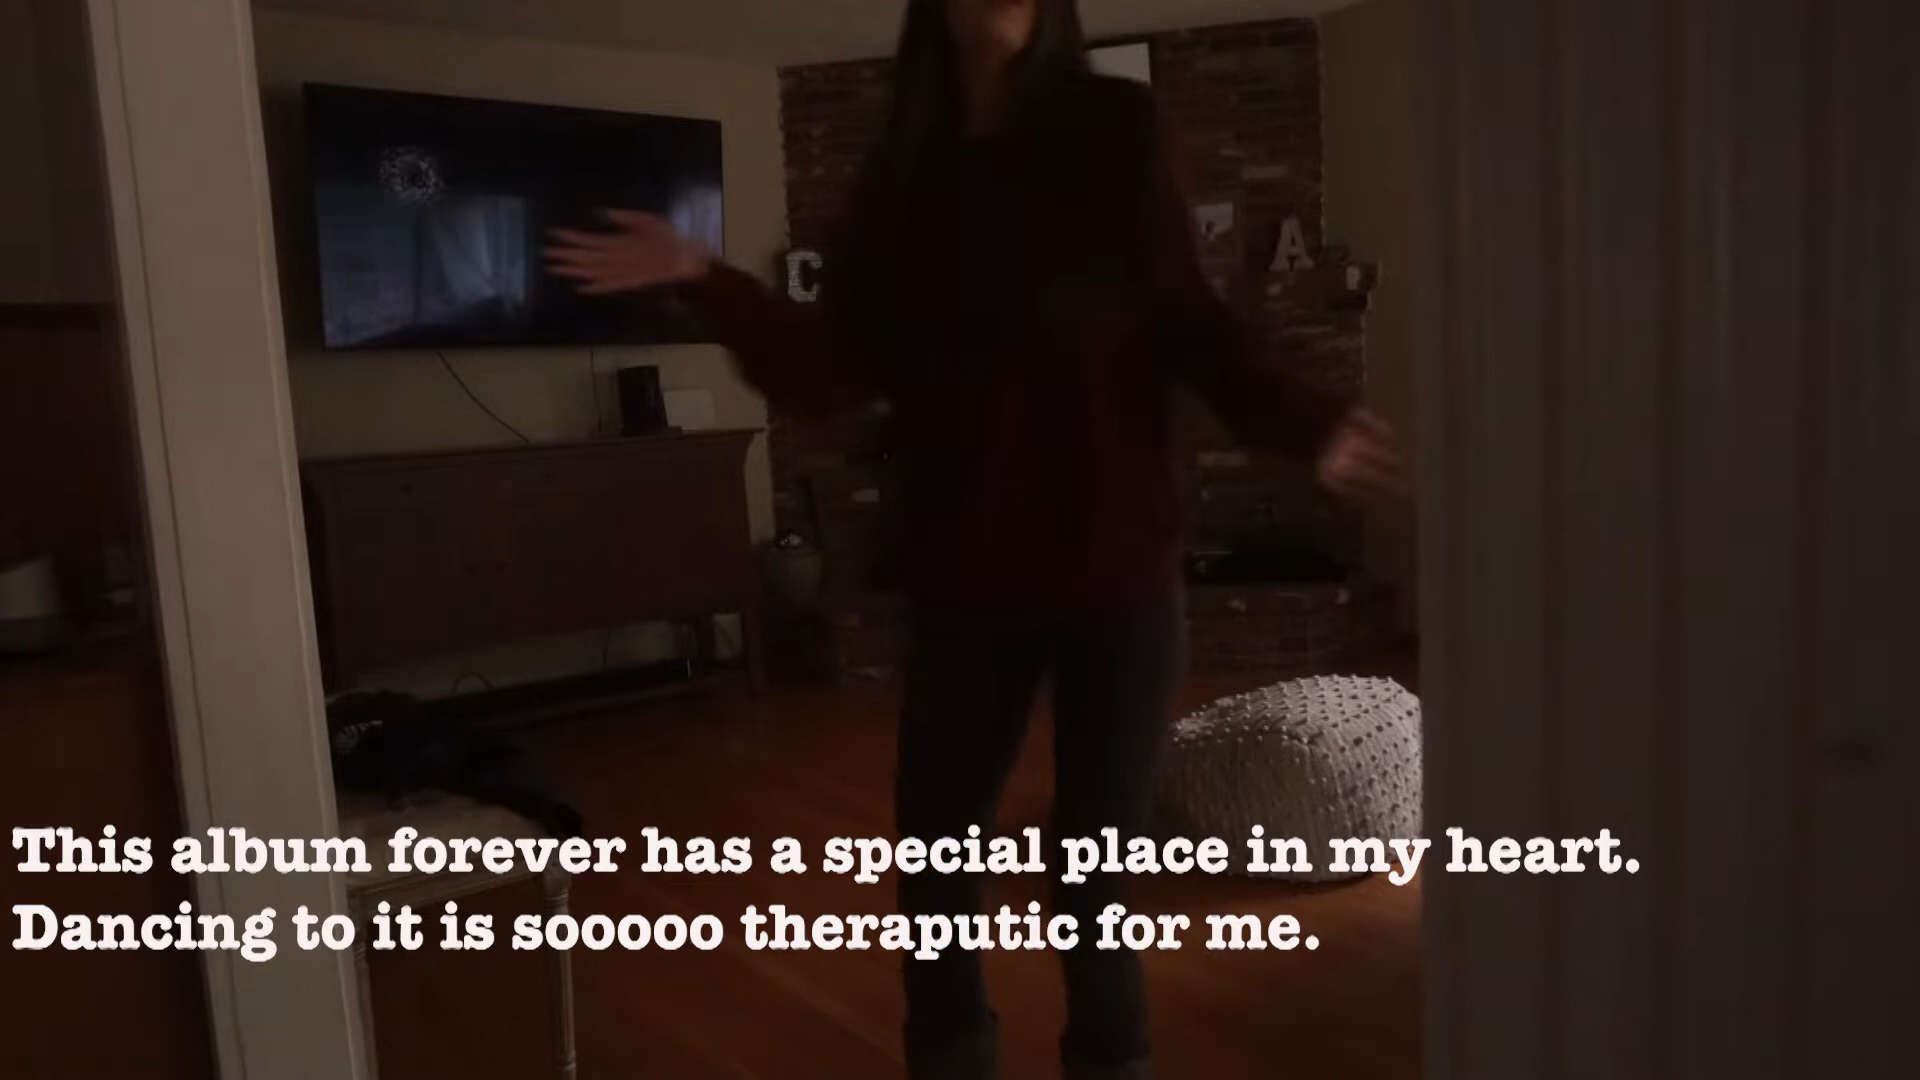 C
A
This album forever has a special place in my heart.
Dancing to it is sooooo theraputic for me.